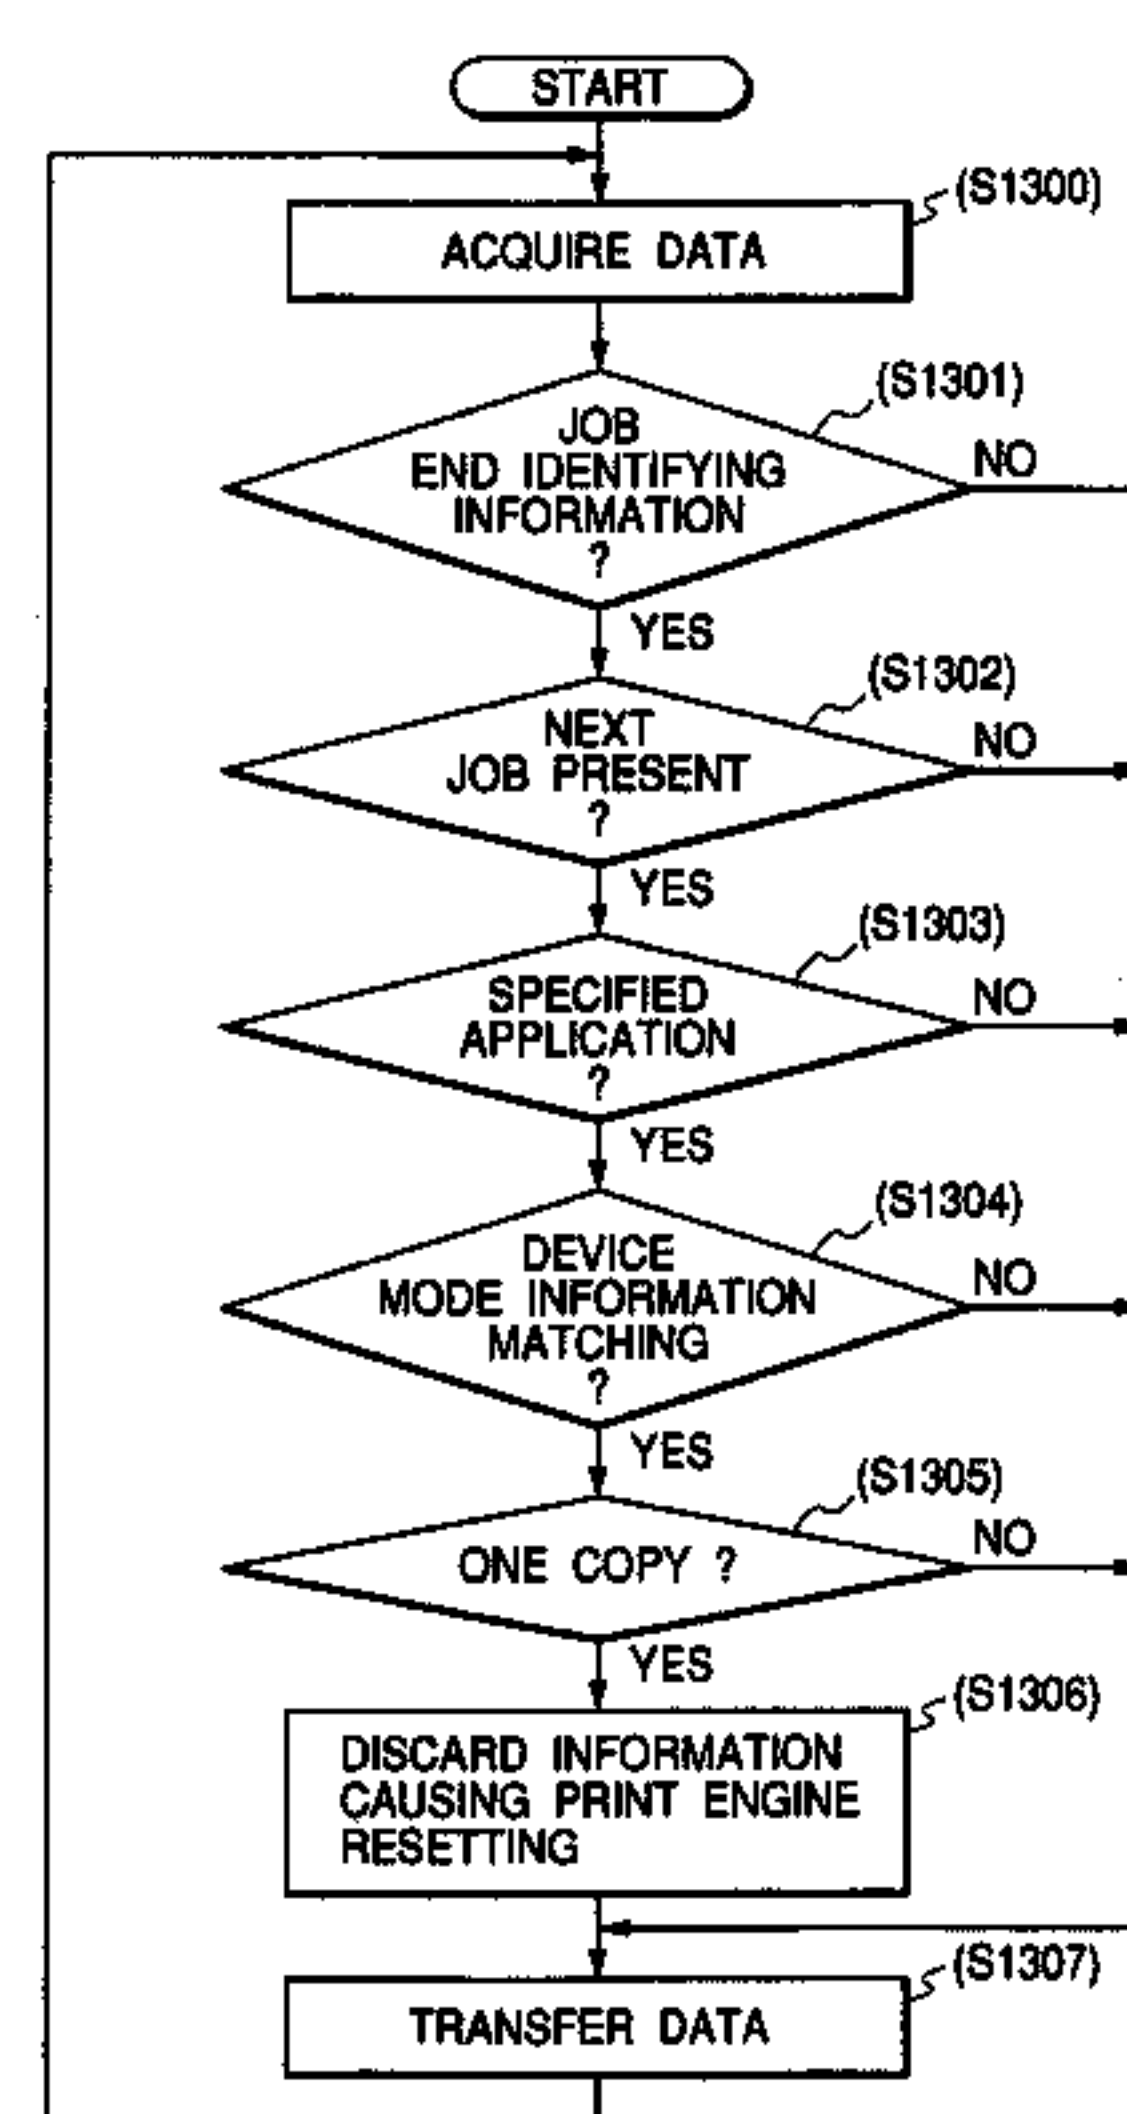 START
(S1300)
ACQUIRE DATA
(S1301)
JOB
END IDENTIFYING
INFORMATION
?
NO
YES
(S1302)
NEXT
JOB PRESENT
?
NO
YES
(S1303)
SPECIFIED
APPLICATION
?
NO
YES
(S1304)
DEVICE
MODE INFORMATION
MATCHING
?
NO
YES
(S1305)
ONE COPY ?
NO
YES
(S1306)
DISCARD INFORMATION
CAUSING PRINT ENGINE
RESETTING
(S1307)
TRANSFER DATA